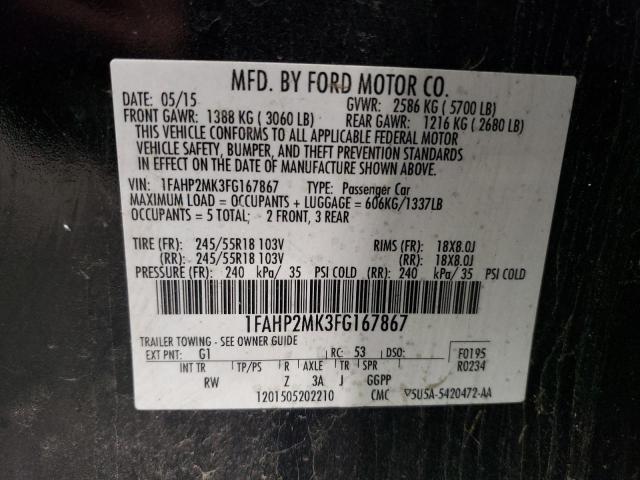 MFD. BY FORD MOTOR CO.
DATE: 05/15 GVWR: 2586 KG ( 5700 LB)
FRONT GAWR: 1388 KG ( 3060 LB) REAR GAWR: 1216 KG ( 2680 LB)
THIS VEHICLE CONFORMS TO ALL APPLICABLE FEDERAL MOTOR
VEHICLE SAFETY, BUMPER, AND THEFT PREVENTION STANDARDS
IN EFFECT ON THE DATE OF MANUFACTURE SHOWN ABOVE.
VIN: 1FAHP2MK3FG167867 TYPE: Passenger Car
MAXIMUM LOAD = OCCUPANTS + LUGGAGE = 606KG/1337LB
OCCUPANTS = 5 TOTAL; 2 FRONT, 3 REAR
TIRE (FR): 245/55R18 103V RIMS (FR): 18X8.0J
(RR): 245/55R18 103V (RR): 18X8.0J
PRESSURE (FR): 240 kPa/ 35 PSI COLD (RR): 240 kPa/ 35 PSI COLD
1FAHP2MK3FG167867
TRAILER TOWING - SEE OWNER GUIDE
EXT PNT: G1 RC: 53 DSO: F0195
INT TR TP/PS R AXLE TR SPR R0234
RW Z 3A J GGPP
1201505202210 CMC ▽5U5A-5420472-AA